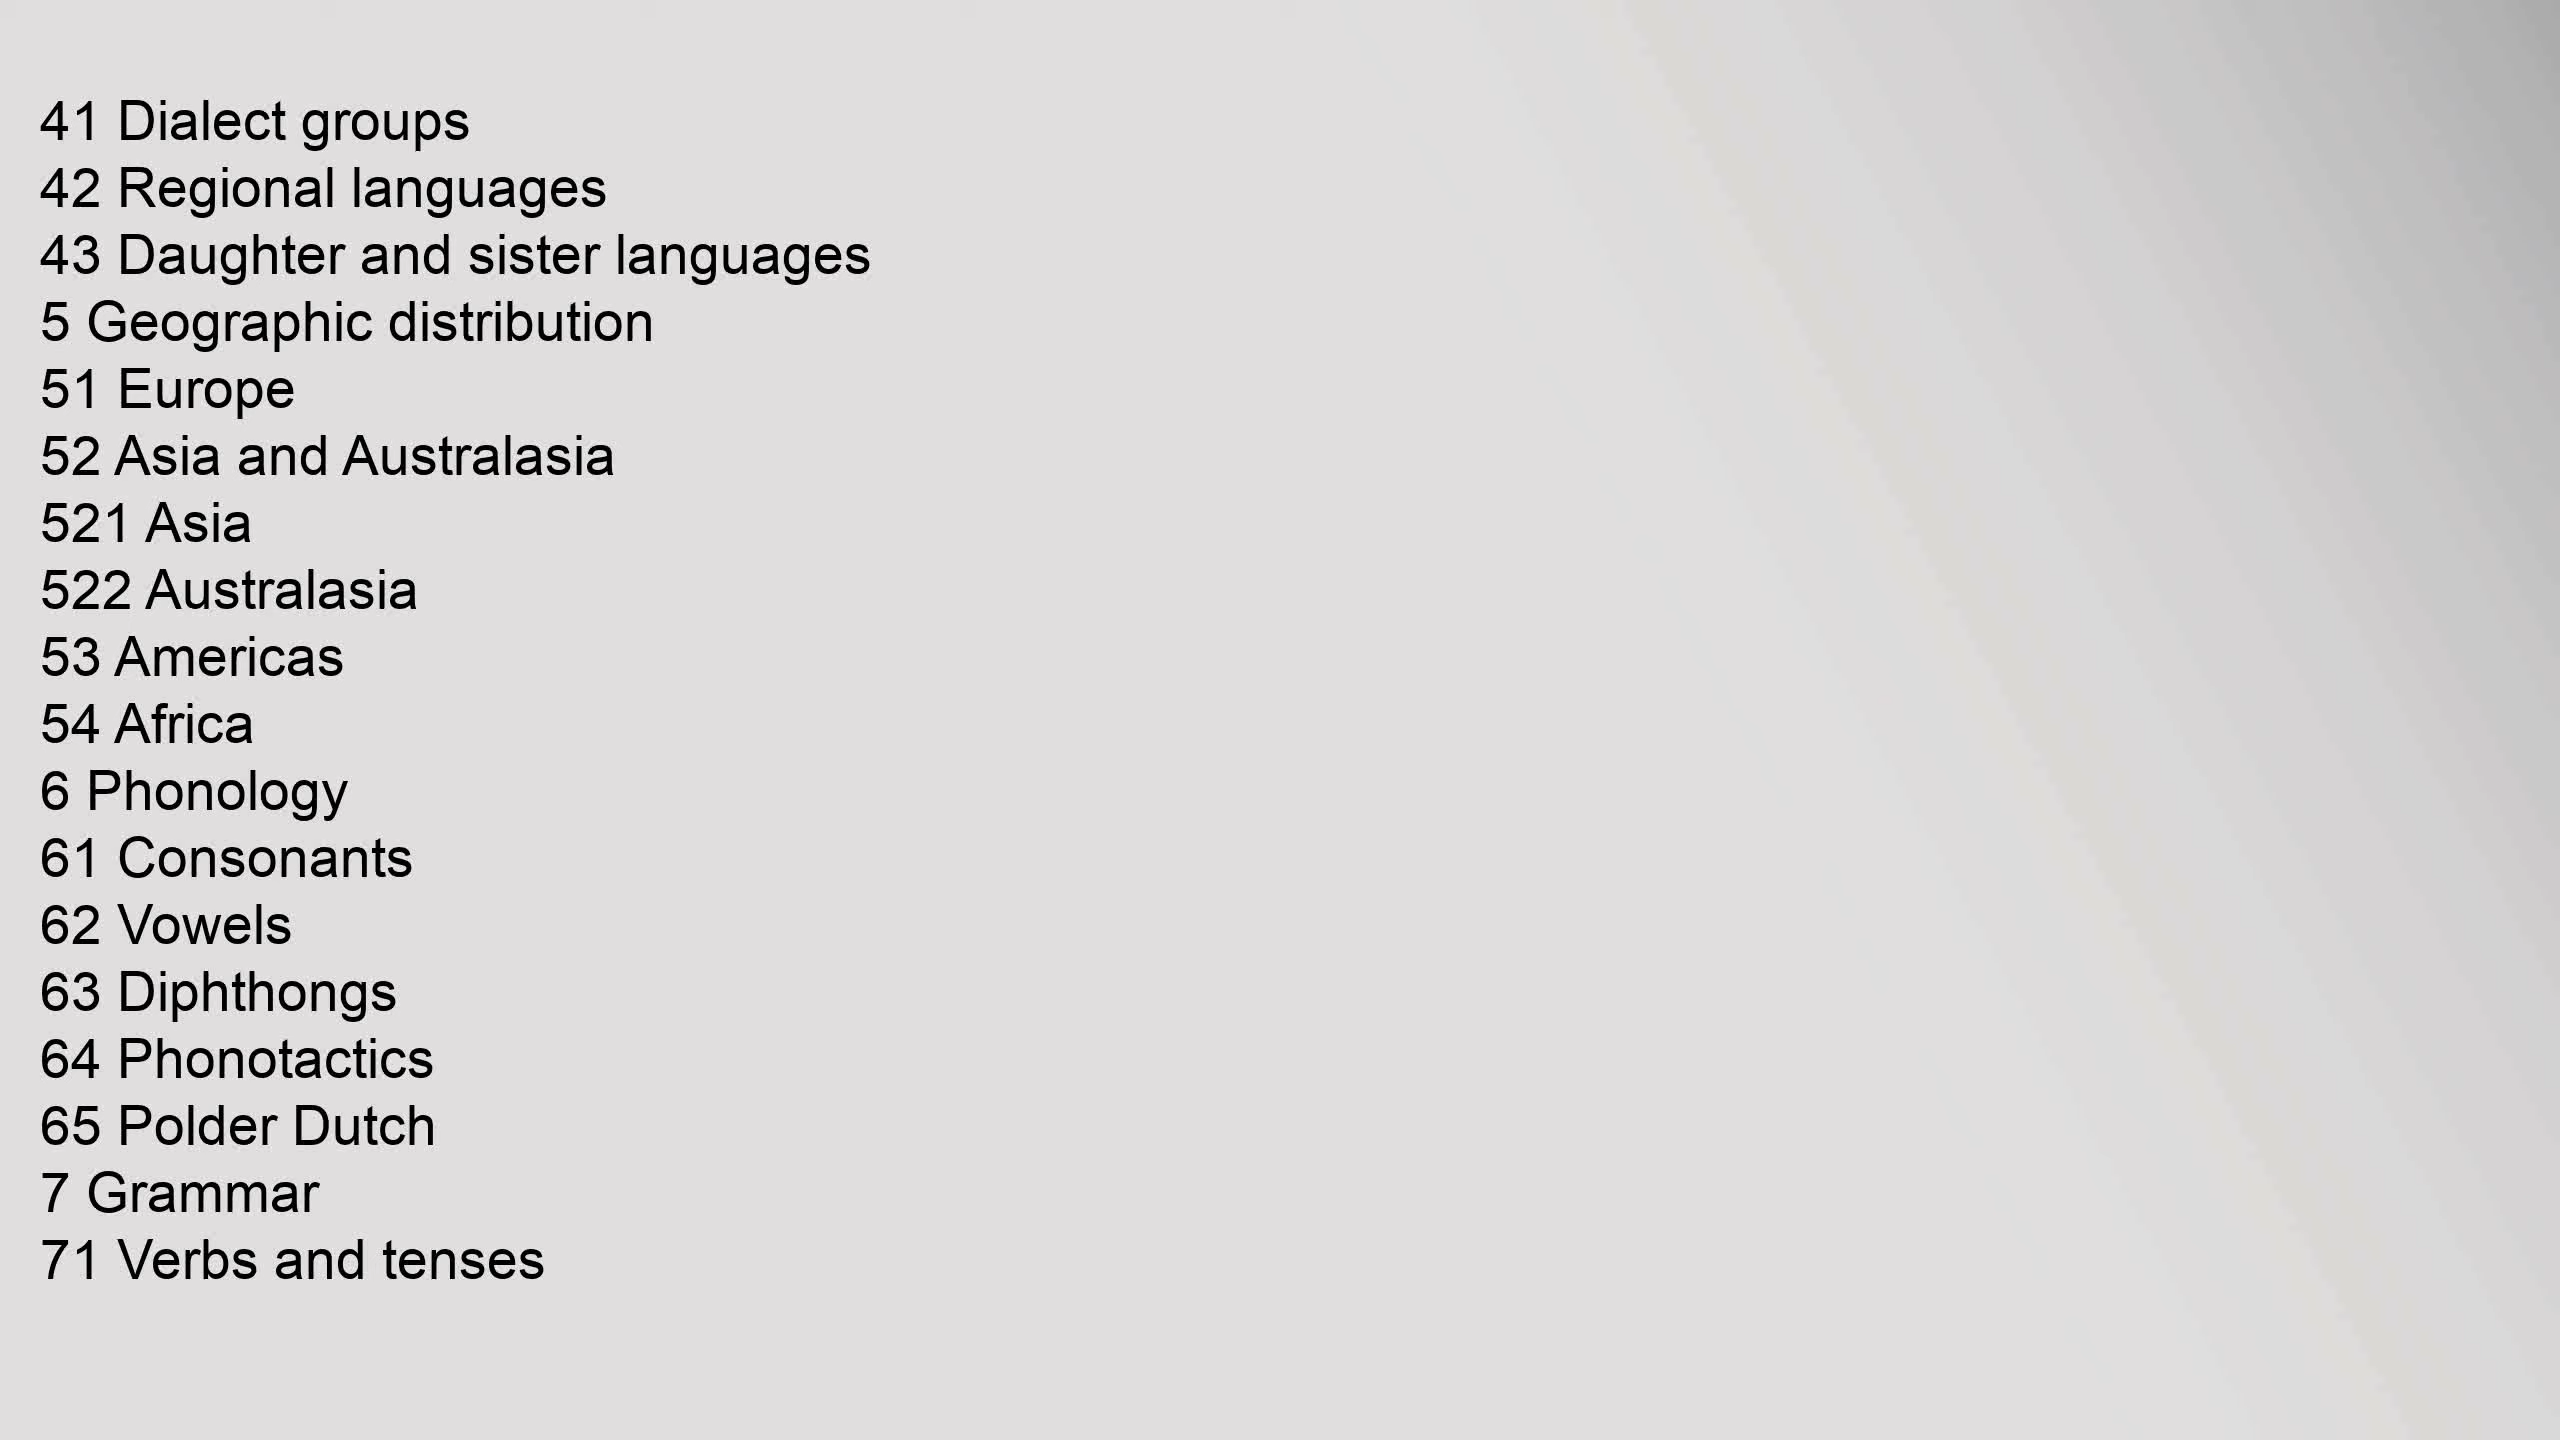 41 Dialect groups
42 Regional languages
43 Daughter and sister languages
5 Geographic distribution
51 Europe
52 Asia and Australasia
521 Asia
522 Australasia
53 Americas
54 Africa
6 Phonology
61 Consonants
62 Vowels
63 Diphthongs
64 Phonotactics
65 Polder Dutch
7 Grammar
71 Verbs and tenses